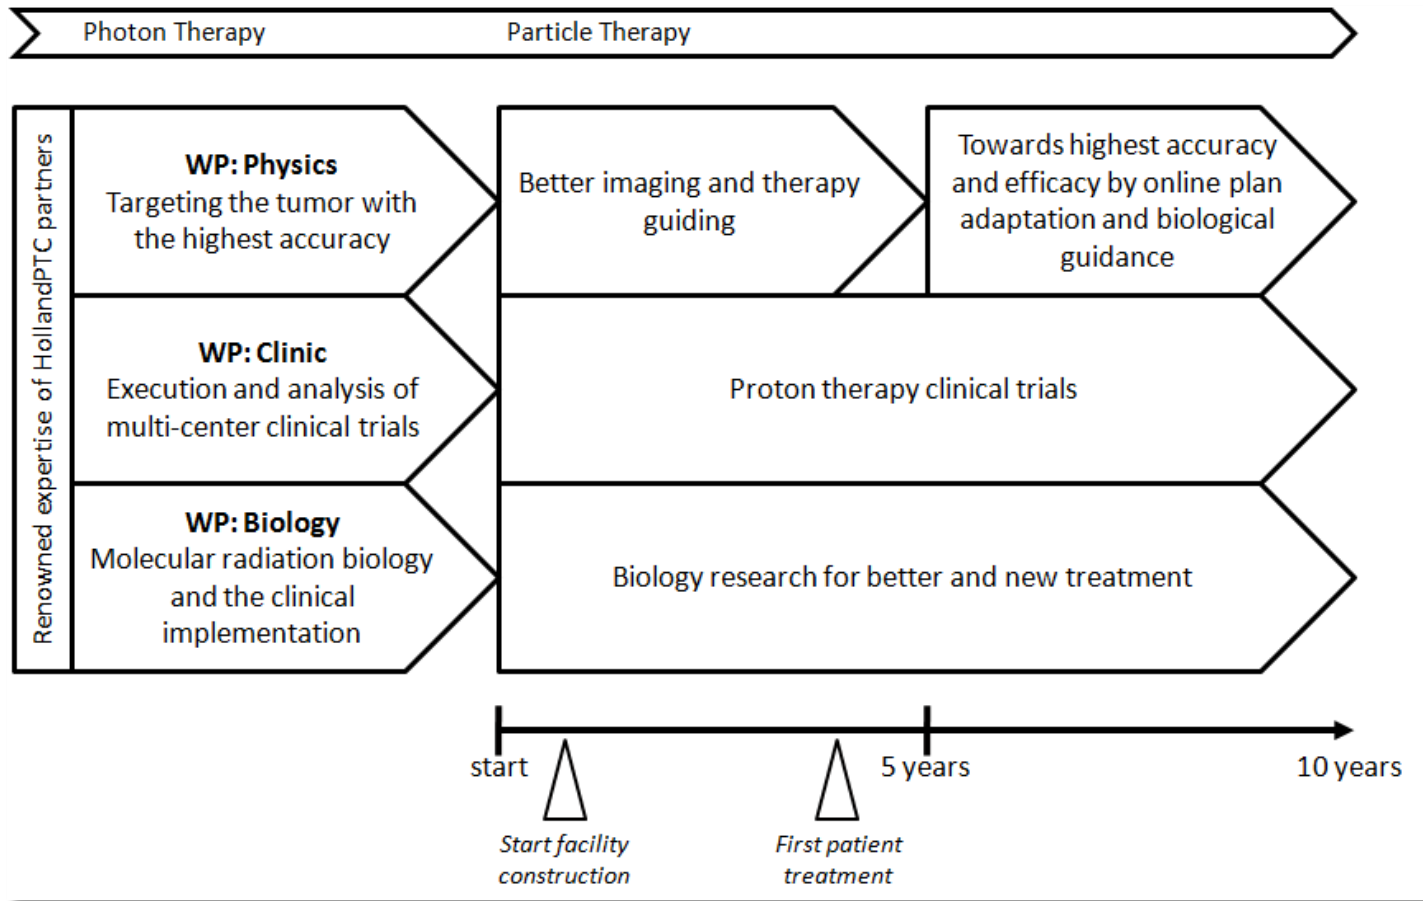 Photon Therapy
Particle Therapy
Renowned expertise of HollandPTC partners
WP: Physics
Targeting the tumor with
the highest accuracy
Better imaging and therapy
guiding
Towards highest accuracy
and efficacy by online plan
adaptation and biological
guidance
WP: Clinic
Execution and analysis of
multi-center clinical trials
Proton therapy clinical trials
WP: Biology
Molecular radiation biology
and the clinical
implementation
Biology research for better and new treatment
start
5 years
10 years
Start facility
construction
First patient
treatment